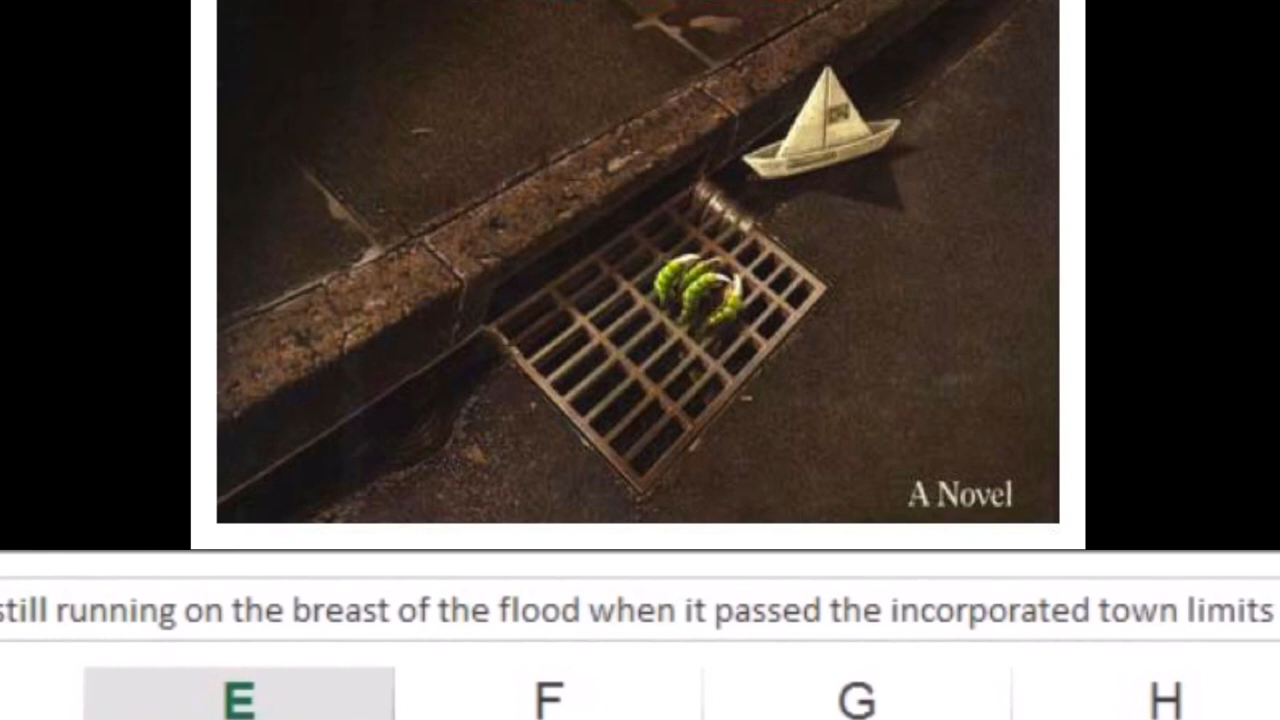 A Novel
still running on the breast of the flood when it passed the incorporated town limits
E F G H